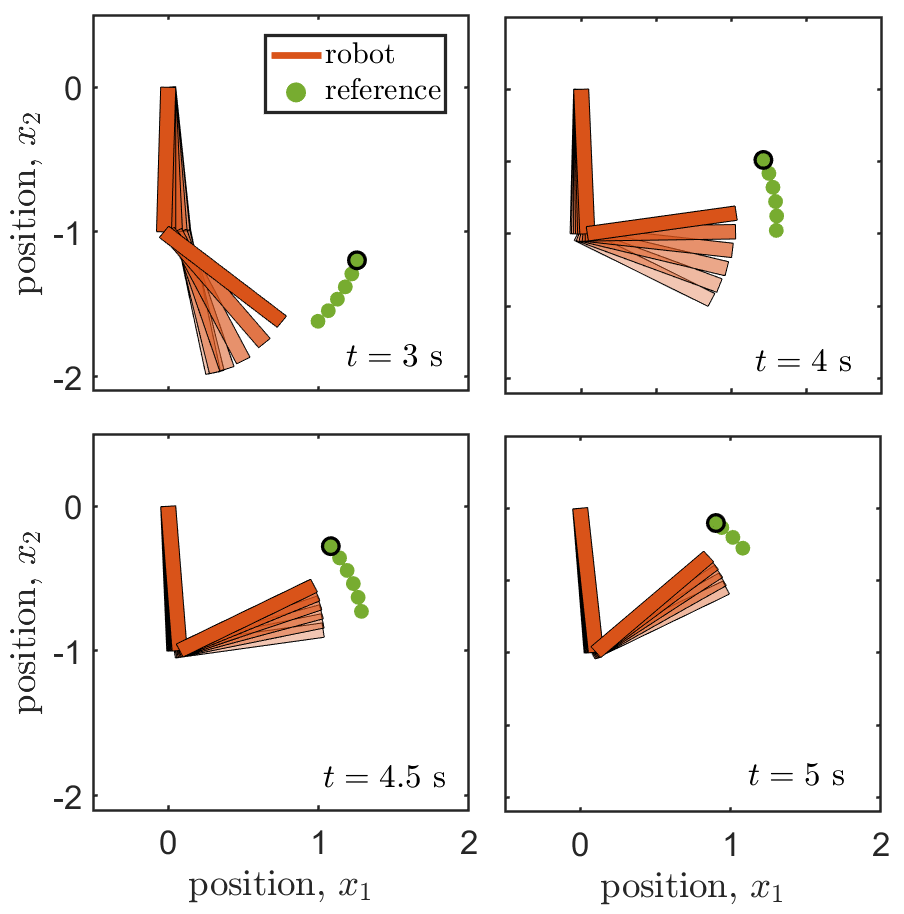 robot
reference
0
-1
-2
position, x₂
t = 3 s
t = 4 s
0
-1
-2
position, x₂
t = 4.5 s
t = 5 s
0
1
2
0
1
2
position, x₁
position, x₁